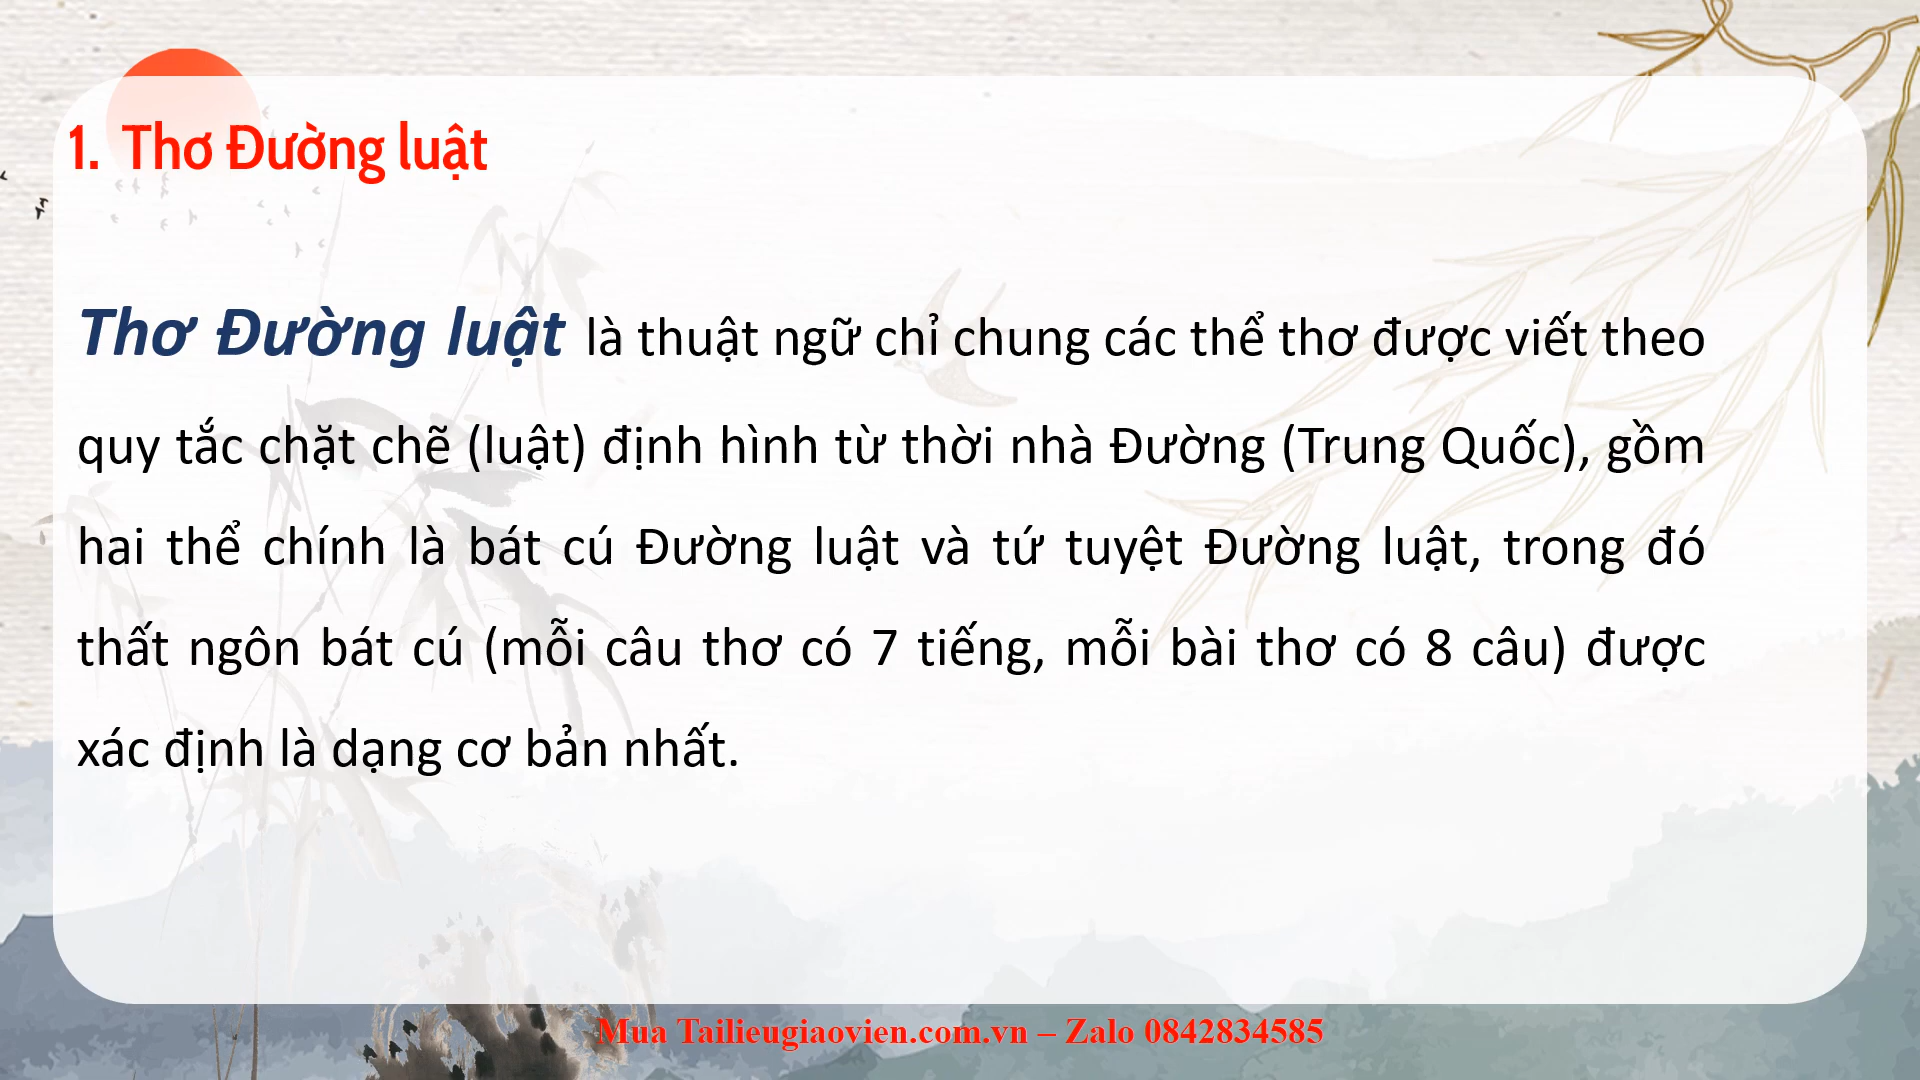 1. Thơ Đường luật
Thơ Đường luật là thuật ngữ chỉ chung các thể thơ được viết theo
quy tắc chặt chẽ (luật) định hình từ thời nhà Đường (Trung Quốc), gồm
hai thể chính là bát cú Đường luật và tứ tuyệt Đường luật, trong đó
thất ngôn bát cú (mỗi câu thơ có 7 tiếng, mỗi bài thơ có 8 câu) được
xác định là dạng cơ bản nhất.
Mua Tailieugiaovien.com.vn – Zalo 0842834585